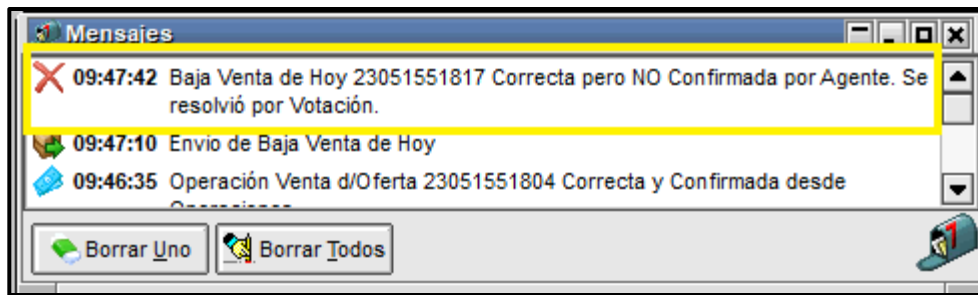 Mensajes
09:47:42 Baja Venta de Hoy 23051551817 Correcta pero NO Confirmada por Agente. Se
resolvió por Votación.
09:47:10 Envio de Baja Venta de Hoy
09:46:35 Operación Venta d/Oferta 23051551804 Correcta y Confirmada desde
Borrar Uno Borrar Todos